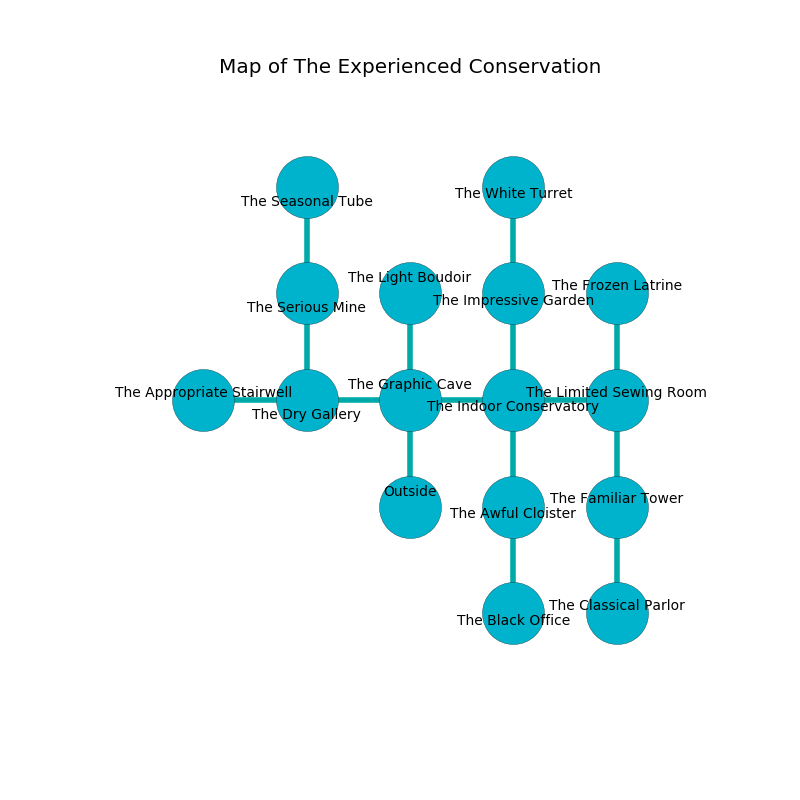 Map of The Experienced Conservation
The White Turret
The Seasonal Tube
The Light Boudoir
The Frozen Latrine
The Impressive Garden
The Serious Mine
The Graphic Cave
The Appropriate Stairwell
The Limited Sewing Room
The Indoor Conservatory
The Dry Gallery
Outside
The Familiar Tower
The Awful Cloister
The Classical Parlor
The Black Office